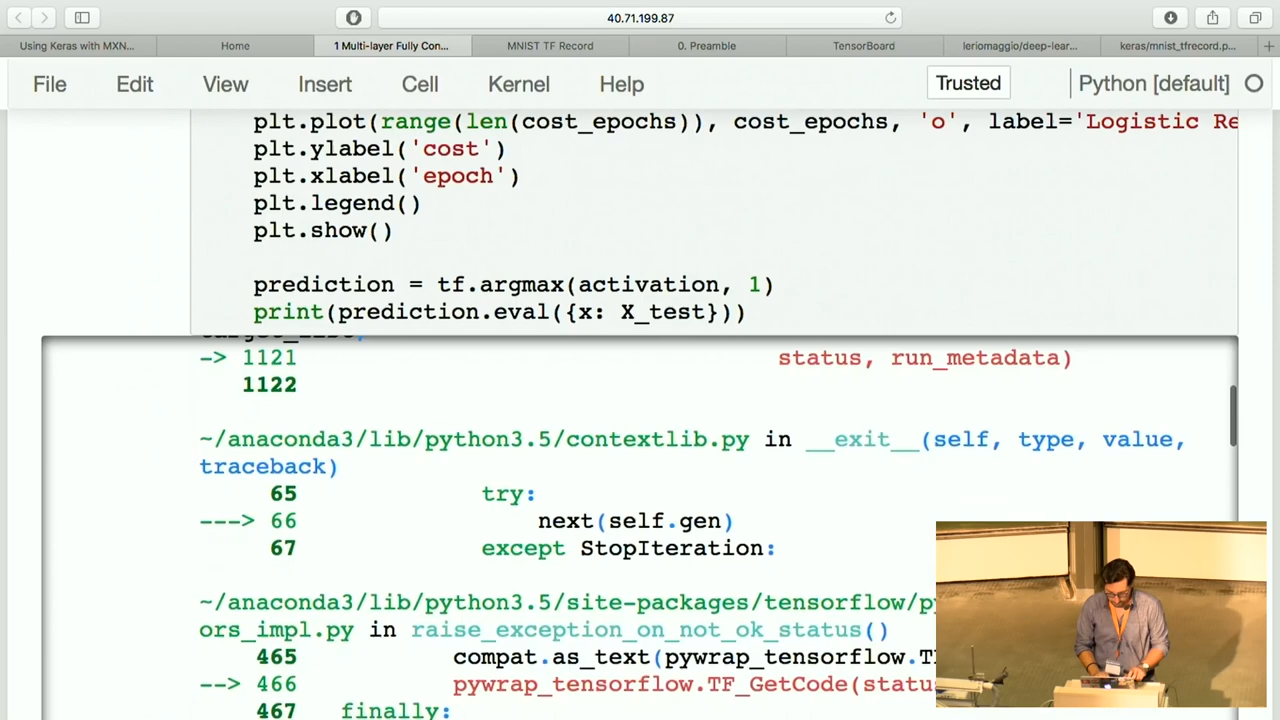 40.71.199.87
Using Keras with MXN...
Home
1 Multi-layer Fully Con...
MNIST TF Record
0. Preamble
TensorBoard
leriomaggio/deep-lear...
keras/mnist_tfrecord.p...
File Edit View Insert Cell Kernel Help Trusted Python [default]
plt.plot(range(len(cost_epochs)), cost_epochs, 'o', label='Logistic Re
plt.ylabel('cost')
plt.xlabel('epoch')
plt.legend()
plt.show()
prediction = tf.argmax(activation, 1)
print(prediction.eval({x: X_test}))
-> 1121 status, run_metadata)
1122
~/anaconda3/lib/python3.5/contextlib.py in __exit__(self, type, value,
traceback)
65 try:
---> 66 next(self.gen)
67 except StopIteration:
~/anaconda3/lib/python3.5/site-packages/tensorflow/py
ors_impl.py in raise_exception_on_not_ok_status()
465 compat.as_text(pywrap_tensorflow.T
--> 466 pywrap_tensorflow.TF_GetCode(statu
467 finally: